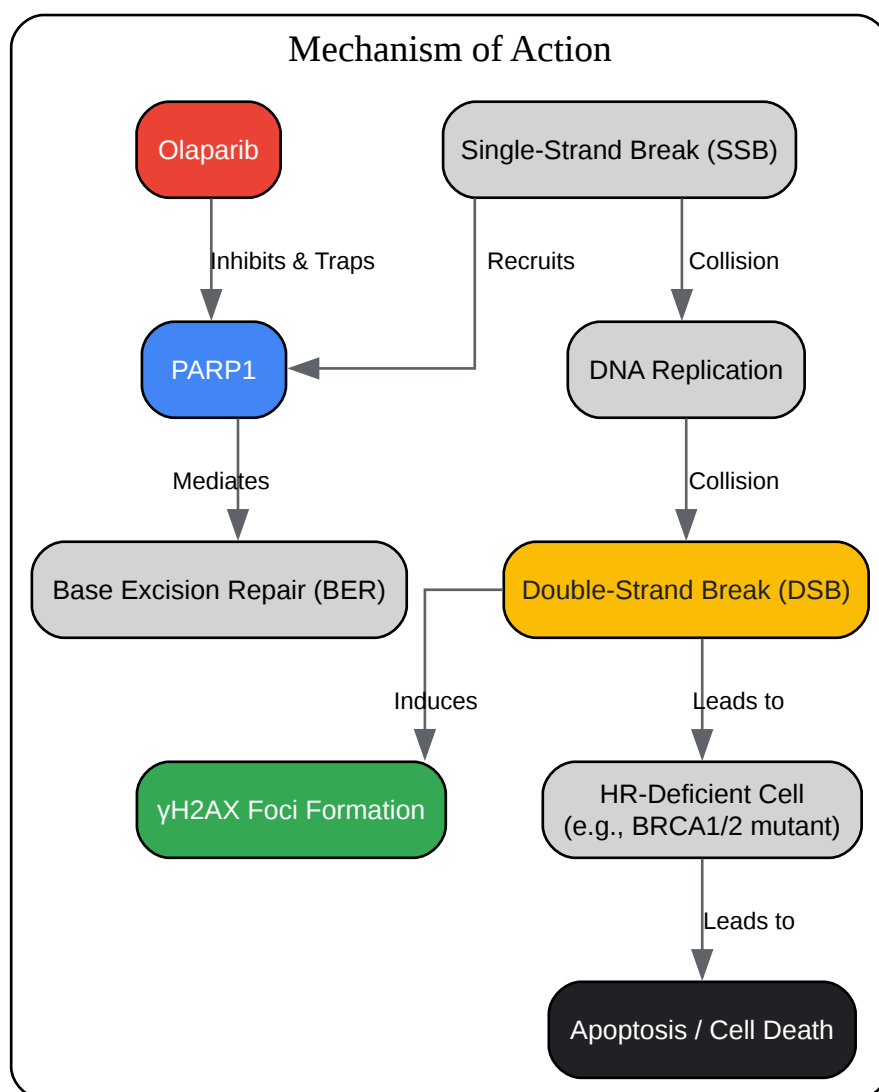 Mechanism of Action
Olaparib
Single-Strand Break (SSB)
Inhibits & Traps
Recruits
Collision
PARP1
DNA Replication
Mediates
Collision
Base Excision Repair (BER)
Double-Strand Break (DSB)
Induces
Leads to
γH2AX Foci Formation
HR-Deficient Cell
(e.g., BRCA1/2 mutant)
Leads to
Apoptosis / Cell Death